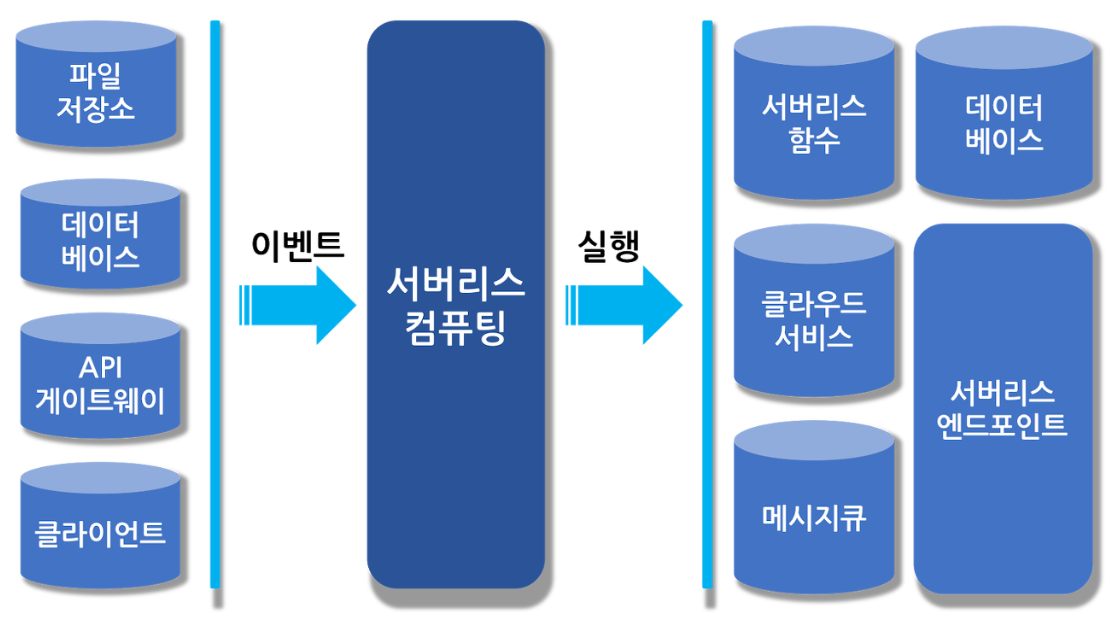 파일
저장소
데이터
베이스
API
게이트웨이
클라이언트
이벤트
서버리스
컴퓨팅
실행
서버리스
함수
데이터
베이스
클라우드
서비스
서버리스
엔드포인트
메시지큐